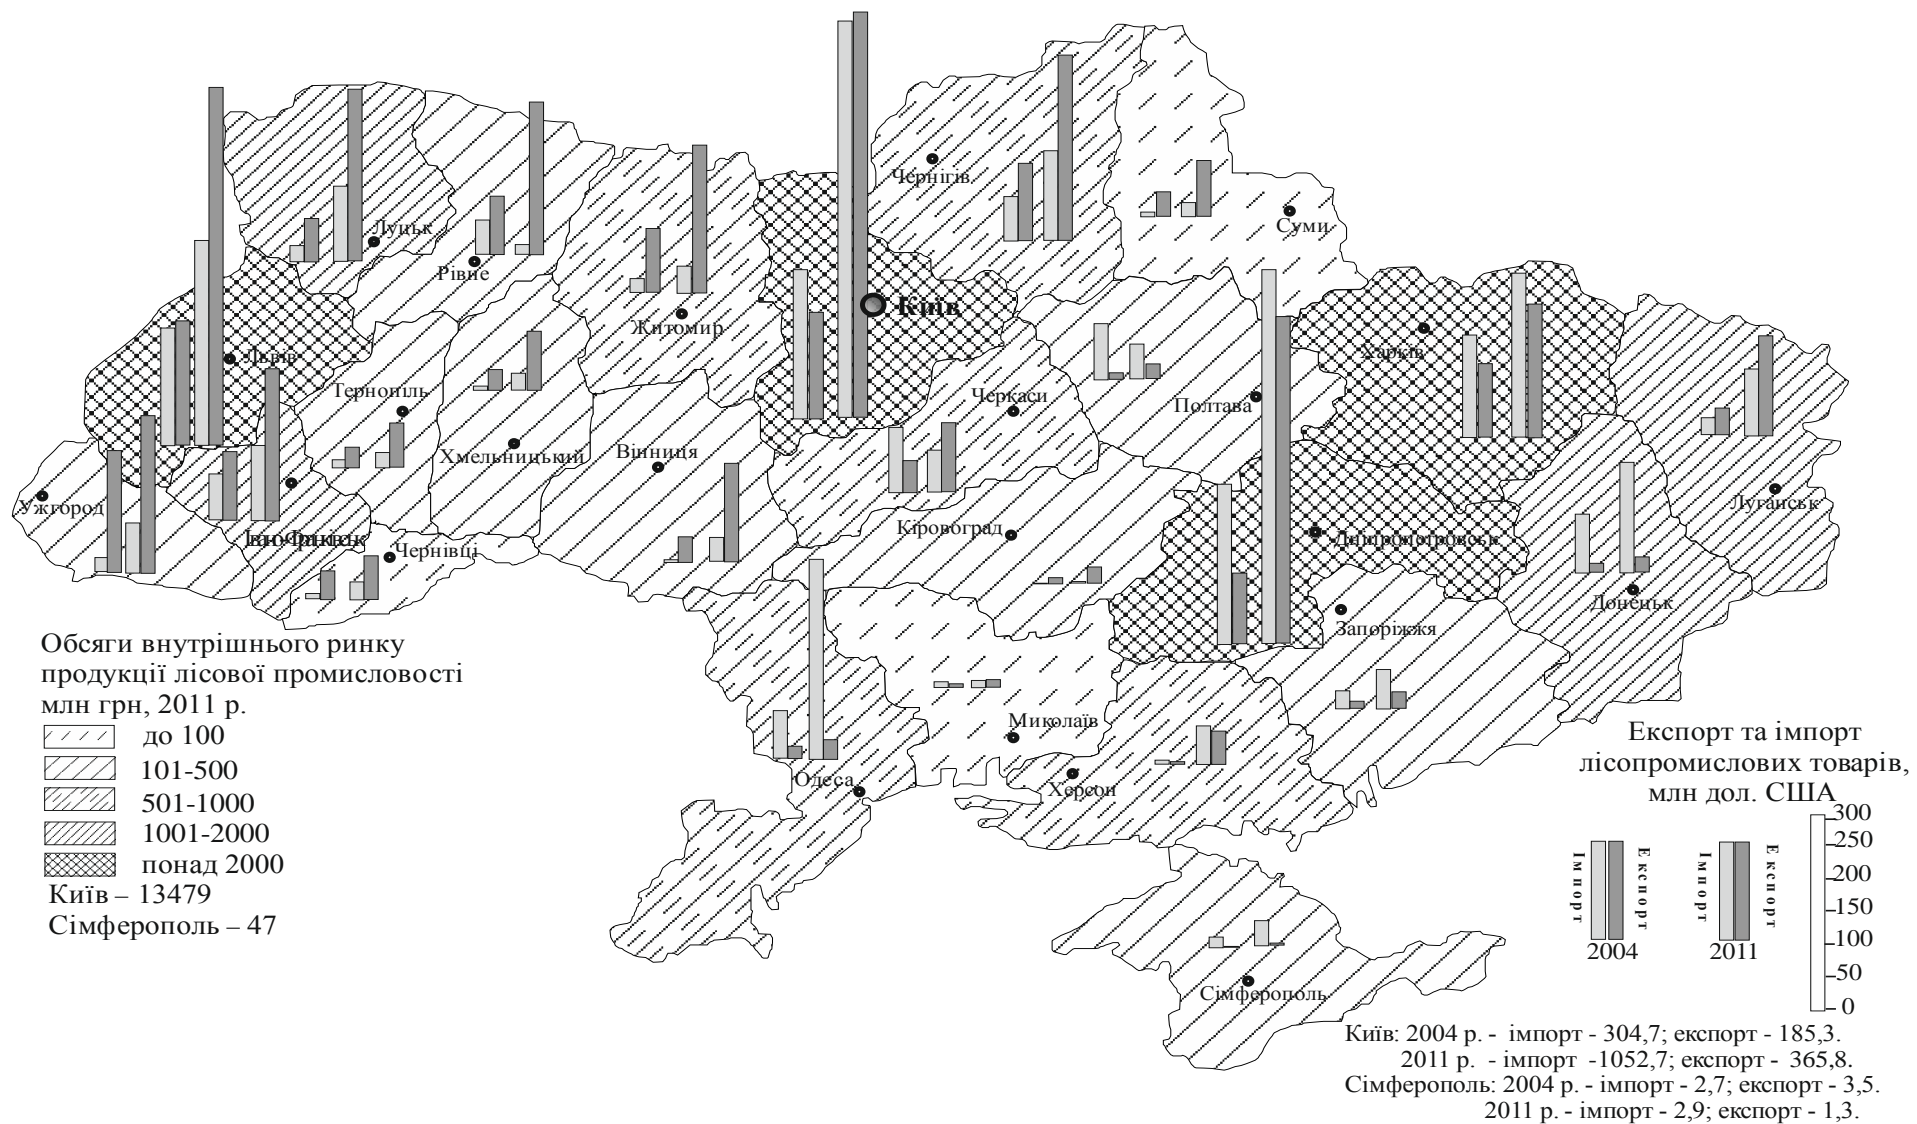 Чернігів
Суми
Луцьк
Рівне
Київ
Житомир
Львів
Харків
Тернопіль
Черкаси
Полтава
Хмельницький
Вінниця
Ужгород
Луганськ
Кіровоград
Дніпропетровськ
Чернівці
Донецьк
Запоріжжя
Миколаїв
Одеса
Херсон
Сімферополь
Обсяги внутрішнього ринку
продукції лісової промисловості
млн грн, 2011 р.
до 100
101-500
501-1000
1001-2000
понад 2000
Київ – 13479
Сімферополь – 47
Експорт та імпорт
лісопромислових товарів,
млн дол. США
300
250
200
150
100
50
0
Імпорт
Експорт
Імпорт
Експорт
2004
2011
Київ: 2004 р. - імпорт - 304,7; експорт - 185,3.
2011 р. - імпорт -1052,7; експорт - 365,8.
Сімферополь: 2004 р. - імпорт - 2,7; експорт - 3,5.
2011 р. - імпорт - 2,9; експорт - 1,3.